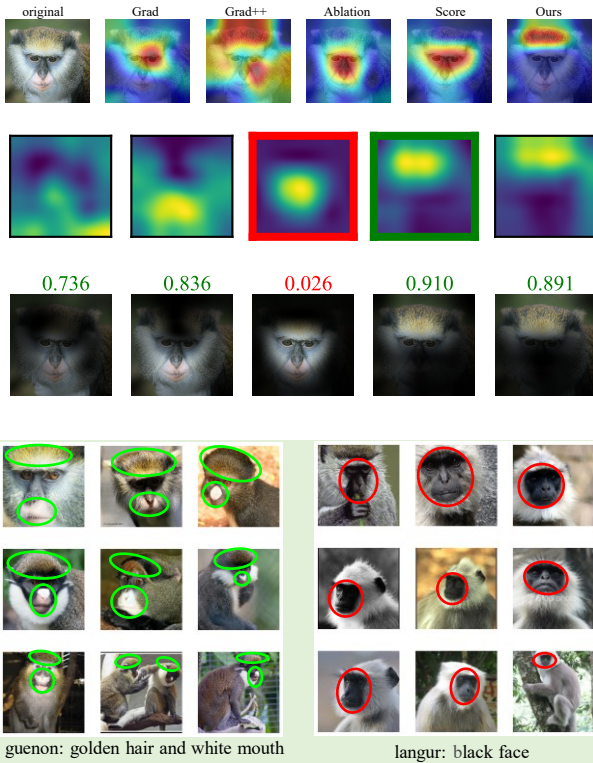 original Grad Grad++ Ablation Score Ours
0.736 0.836 0.026 0.910 0.891
guenon: golden hair and white mouth
langur: black face